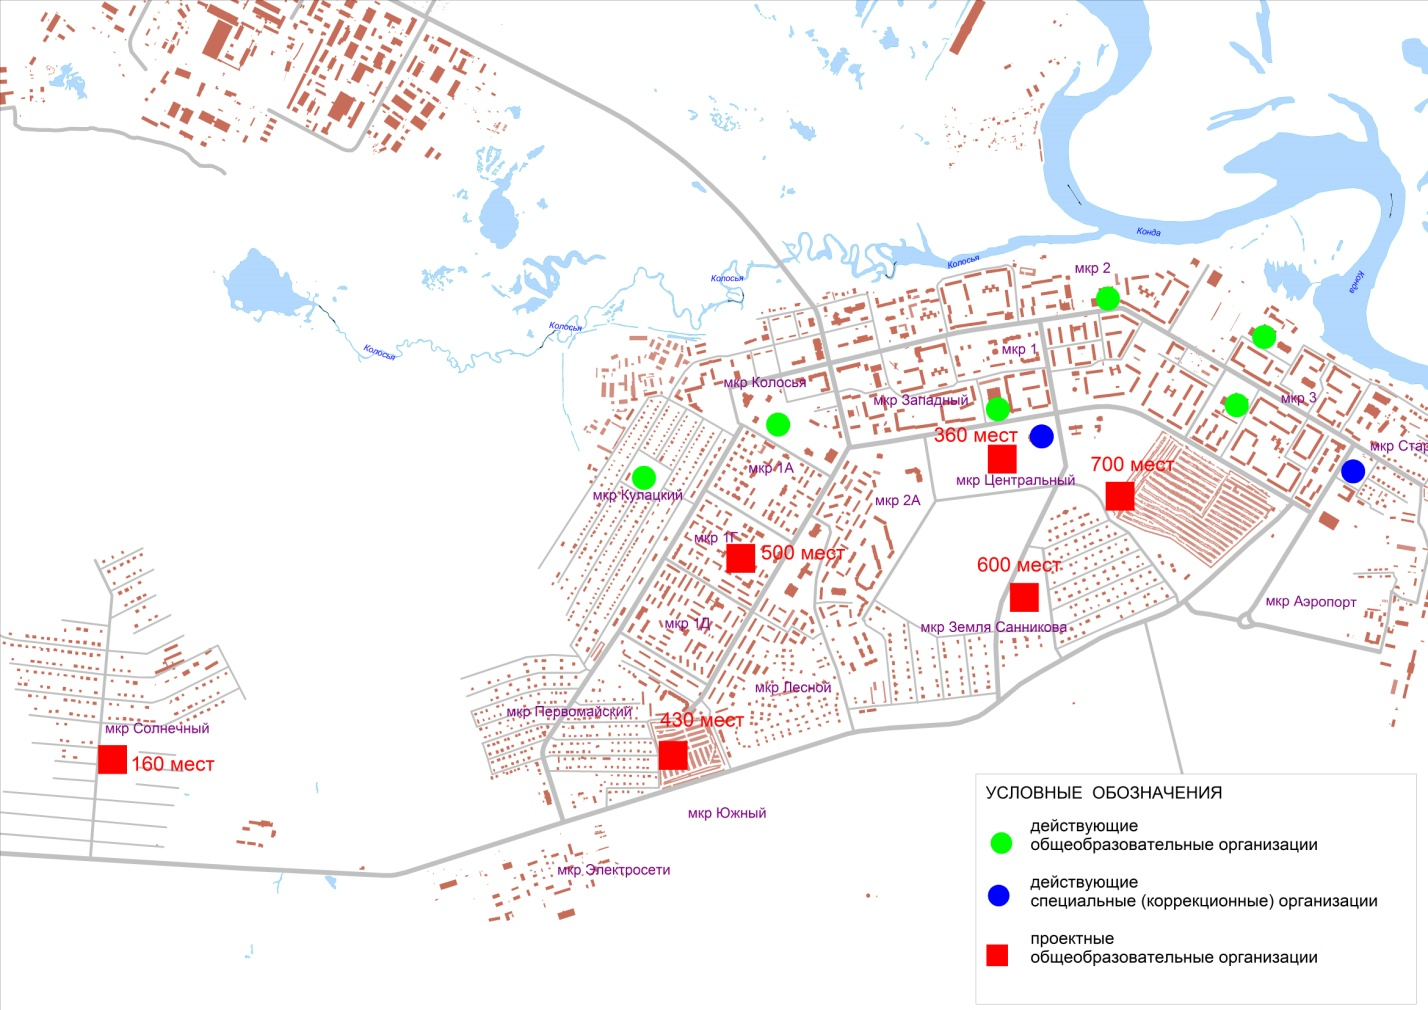 Конда
мкр 2
Колосья
Колосья
Конда
Колосья
Колосья
мкр 1
мкр Колосья
мкр Западный
мкр 3
360 мест
мкр Стар
700 мест
мкр 1А
мкр Центральный
мкр Кулацкий
мкр 2А
мкр 1Г
500 мест
600 мест
мкр Аэропорт
мкр 1Д
мкр Земля Санникова
мкр Лесной
мкр Первомайский
430 мест
мкр Солнечный
160 мест
мкр Южный
мкр Электросети
УСЛОВНЫЕ ОБОЗНАЧЕНИЯ
действующие
общеобразовательные организации
действующие
специальные (коррекционные) организации
проектные
общеобразовательные организации